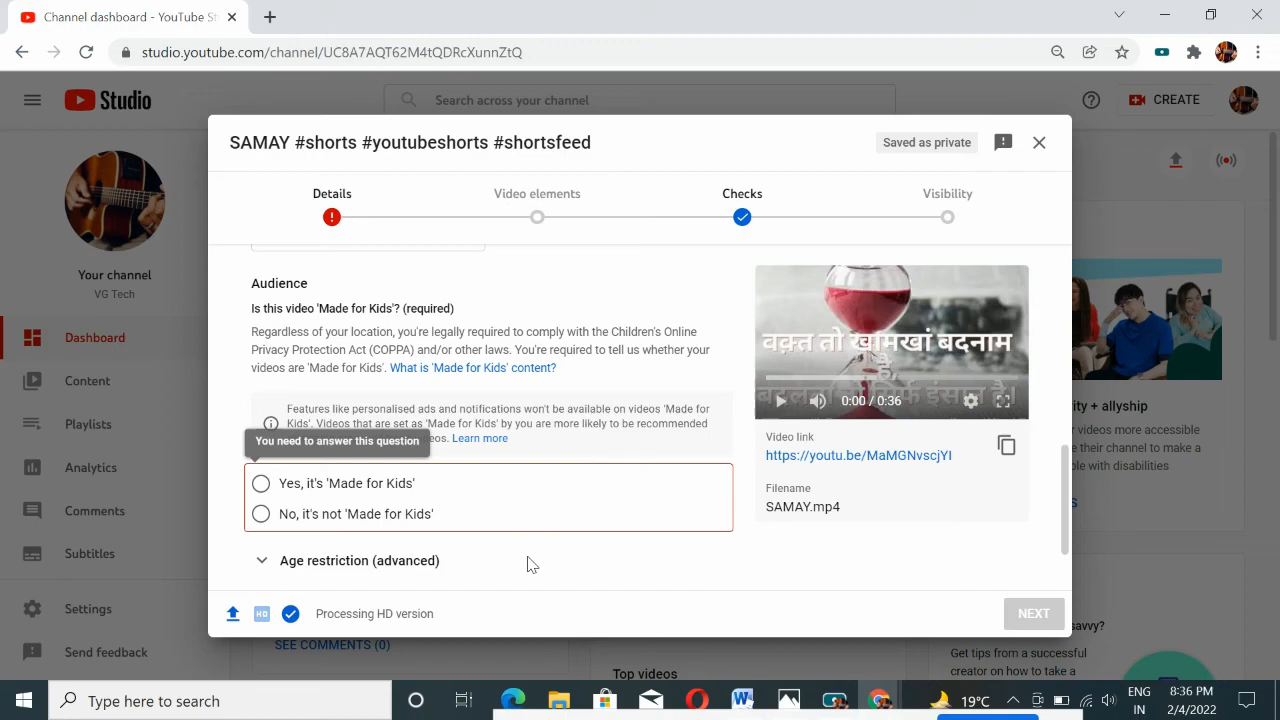 Channel dashboard - YouTube St
studio.youtube.com/channel/UC8A7AQT62M4tQDRcXunnZtQ
Studio
Search across your channel
CREATE
SAMAY #shorts #youtubeshorts #shortsfeed
Saved as private
Details
Video elements
Checks
Visibility
Your channel
VG Tech
Dashboard
Content
Playlists
Analytics
Comments
Subtitles
Settings
Send feedback
Audience
Is this video 'Made for Kids'? (required)
Regardless of your location, you're legally required to comply with the Children's Online
Privacy Protection Act (COPPA) and/or other laws. You're required to tell us whether your
videos are 'Made for Kids'. What is 'Made for Kids' content?
Features like personalised ads and notifications won't be available on videos 'Made for
Kids'. Videos that are set as 'Made for Kids' by you are more likely to be recommended
eos. Learn more
You need to answer this question
Yes, it's 'Made for Kids'
No, it's not 'Made for Kids'
Age restriction (advanced)
वक़्त तो खामखां बदनाम
है,
बदलता तो सिर्फ इंसान है!
0:00 / 0:36
Video link
https://youtu.be/MaMGNvscjYI
Filename
SAMAY.mp4
HD
Processing HD version
NEXT
ity + allyship
your videos more accessible
e their channel to make a
le with disabilities
S
SEE COMMENTS (0)
Top videos
savvy?
Get tips from a successful
creator on how to take a
Type here to search
19°C
ENG
IN
8:36 PM
2/4/2022